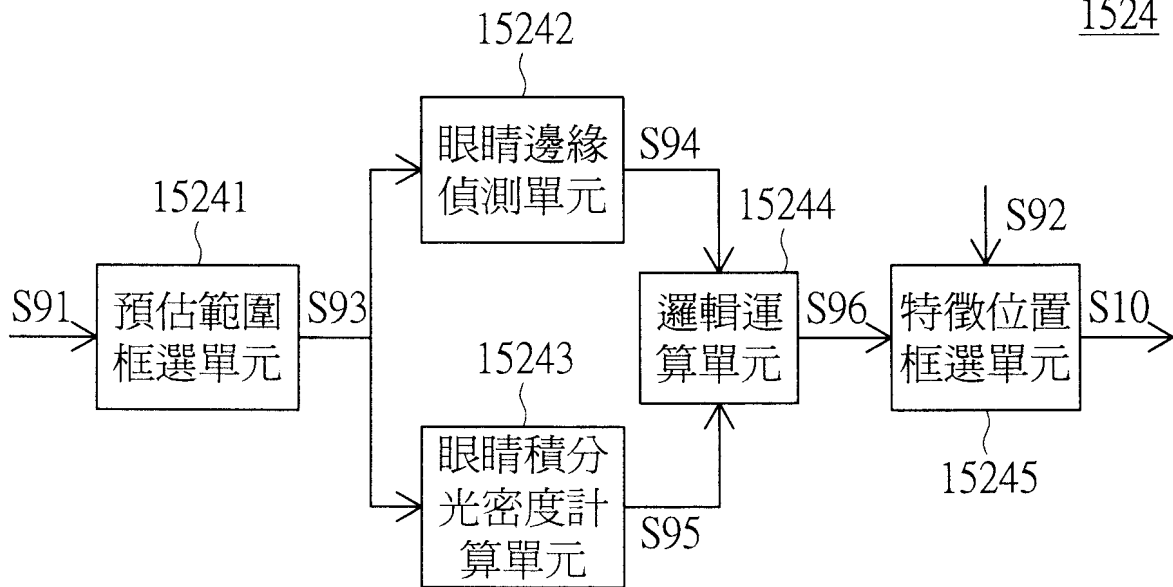 1524
15242
眼睛邊緣
偵測單元
S94
15241
15244
S92
S91
預估範圍
框選單元
S93
邏輯運
算單元
S96
特徵位置
框選單元
S10
15243
眼睛積分
光密度計
算單元
S95
15245